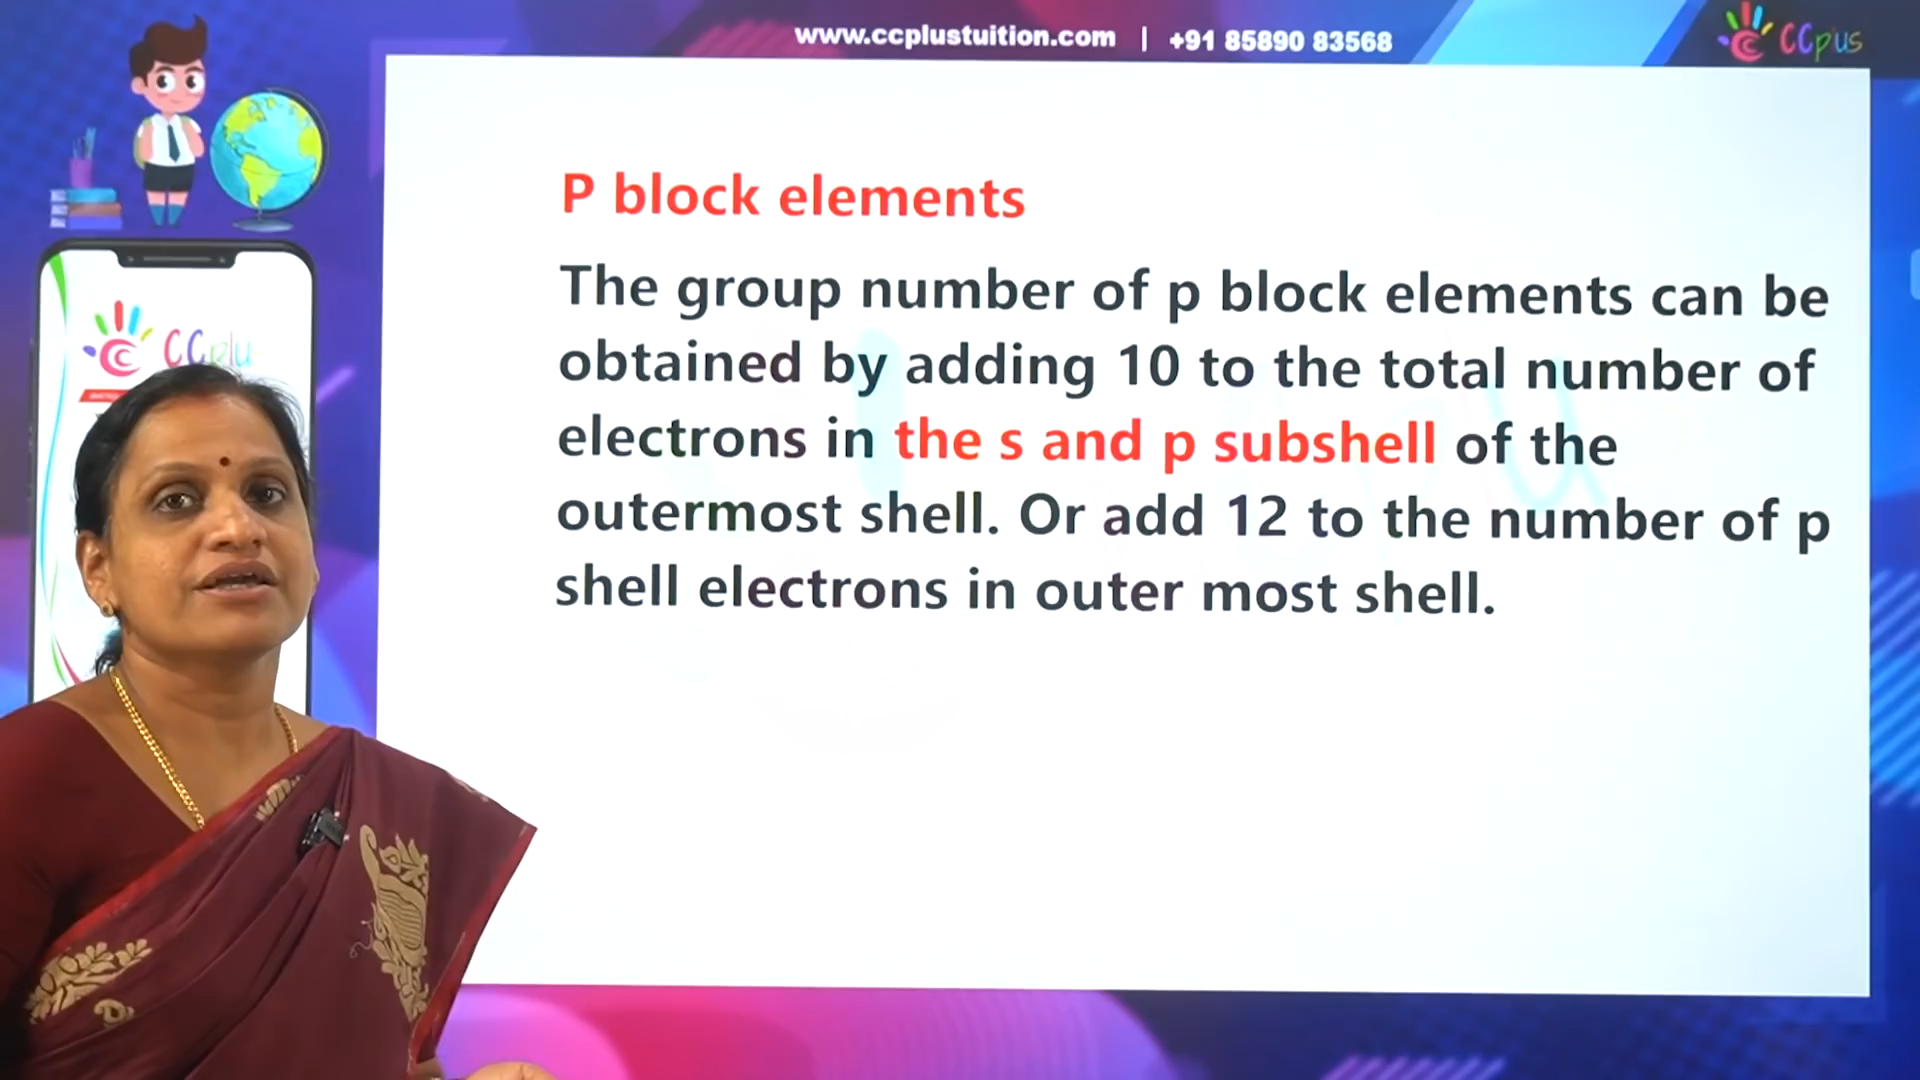 www.ccplustuition.com | +91 85890 83568
CCplus
P block elements
The group number of p block elements can be
obtained by adding 10 to the total number of
electrons in the s and p subshell of the
outermost shell. Or add 12 to the number of p
shell electrons in outer most shell.
CCplu